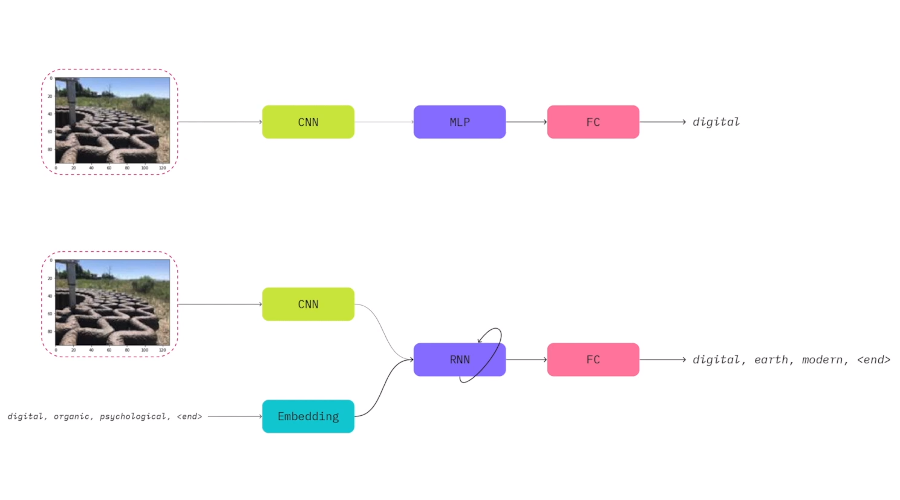 0
20
40
60
80
0 20 40 60 80 100 120
CNN
MLP
FC
digital
0
20
40
60
80
0 20 40 60 80 100 120
CNN
RNN
FC
digital, earth, modern, <end>
digital, organic, psychological, <end>
Embedding